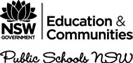 NSW
GOVERNMENT
Education &
Communities
Public Schools NSW